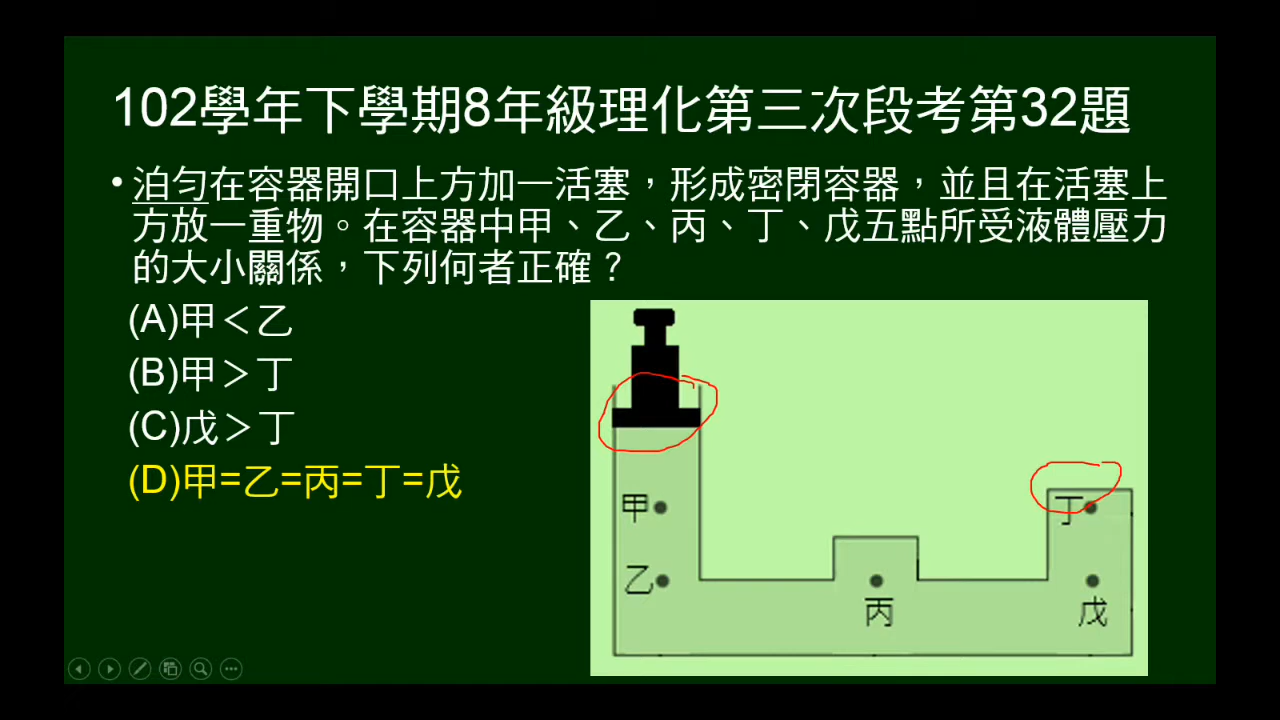 102學年下學期8年級理化第三次段考第32題
• 泊勻在容器開口上方加一活塞，形成密閉容器，並且在活塞上
方放一重物。在容器中甲、乙、丙、丁、戊五點所受液體壓力
的大小關係，下列何者正確？
(A)甲＜乙
(B)甲＞丁
(C)戊＞丁
(D)甲=乙=丙=丁=戊
甲
丁
乙
丙
戊